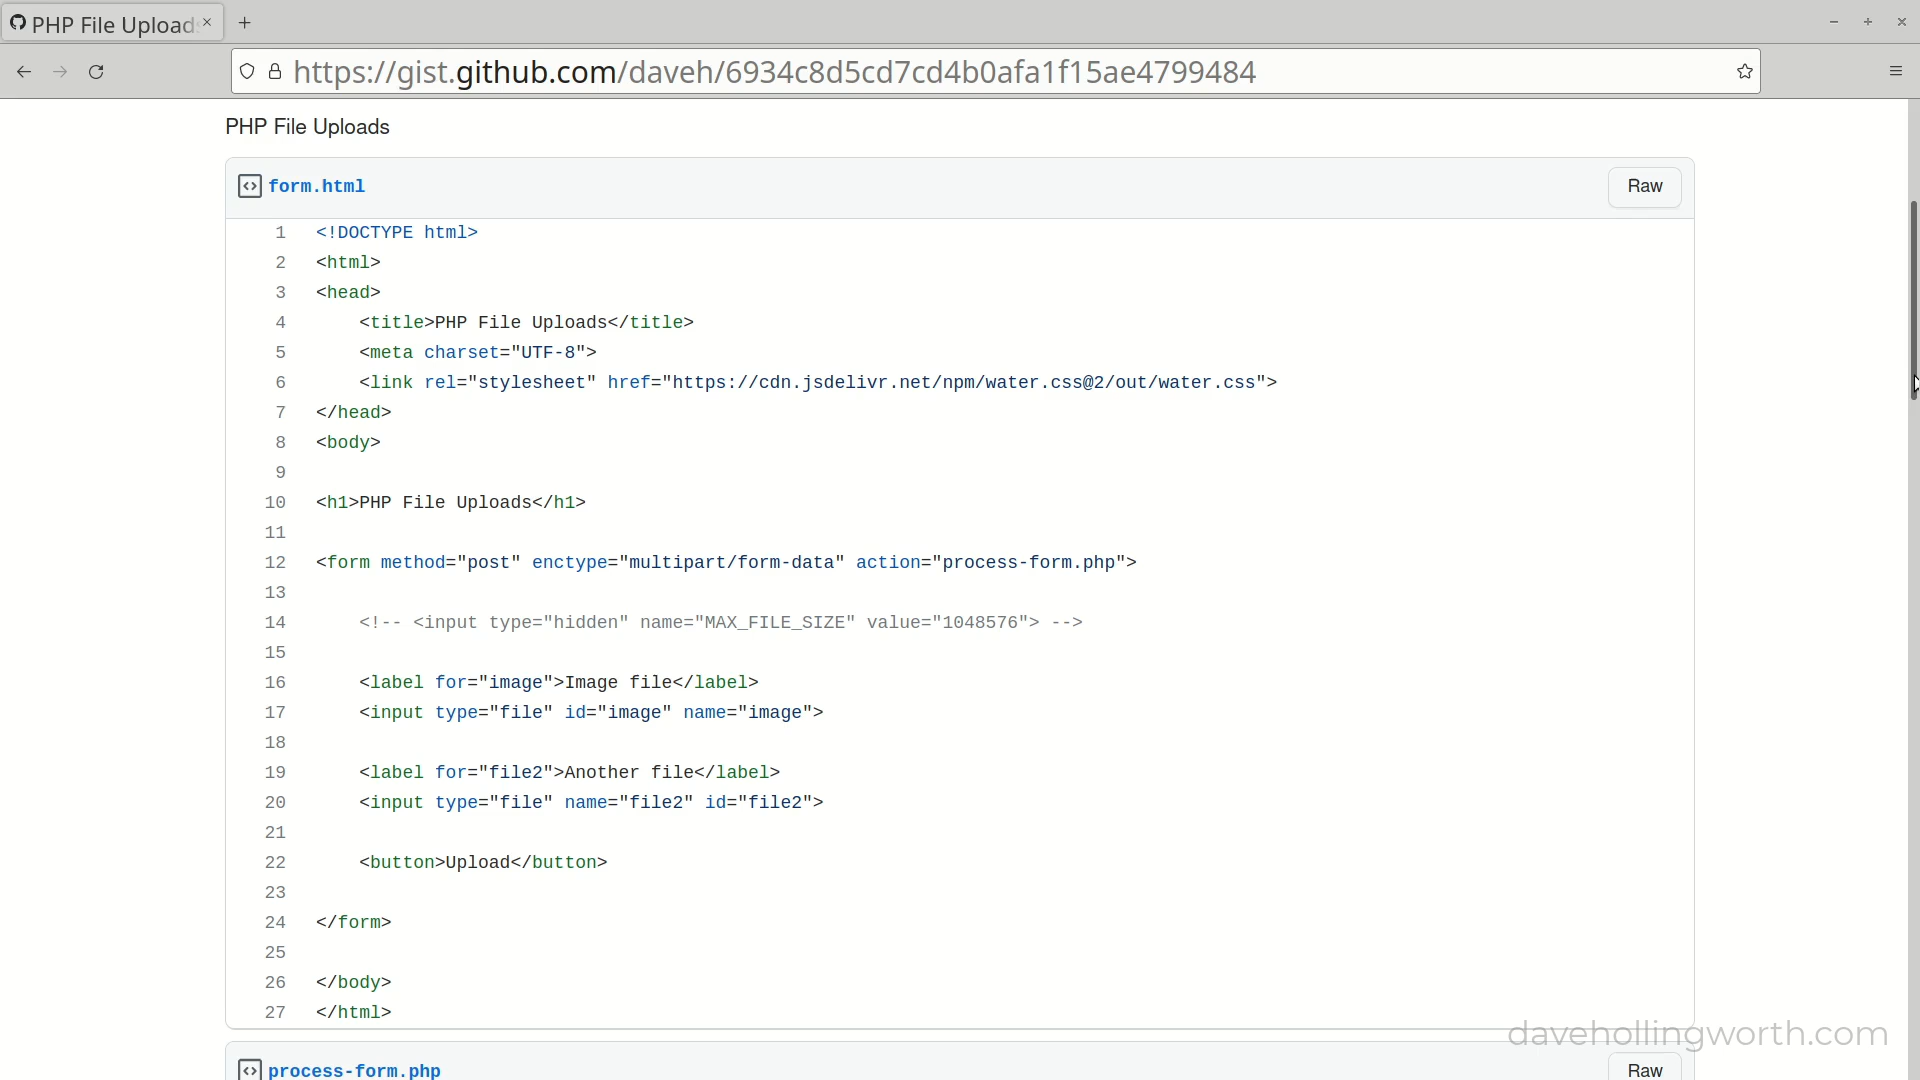 PHP File Uploads
https://gist.github.com/daveh/6934c8d5cd7cd4b0afa1f15ae4799484
PHP File Uploads
form.html
Raw
1 <!DOCTYPE html>
2 <html>
3 <head>
4     <title>PHP File Uploads</title>
5     <meta charset="UTF-8">
6     <link rel="stylesheet" href="https://cdn.jsdelivr.net/npm/water.css@2/out/water.css">
7 </head>
8 <body>
9
10 <h1>PHP File Uploads</h1>
11
12 <form method="post" enctype="multipart/form-data" action="process-form.php">
13
14     <!-- <input type="hidden" name="MAX_FILE_SIZE" value="1048576"> -->
15
16     <label for="image">Image file</label>
17     <input type="file" id="image" name="image">
18
19     <label for="file2">Another file</label>
20     <input type="file" name="file2" id="file2">
21
22     <button>Upload</button>
23
24 </form>
25
26 </body>
27 </html>
davehollingworth.com
process-form.php
Raw